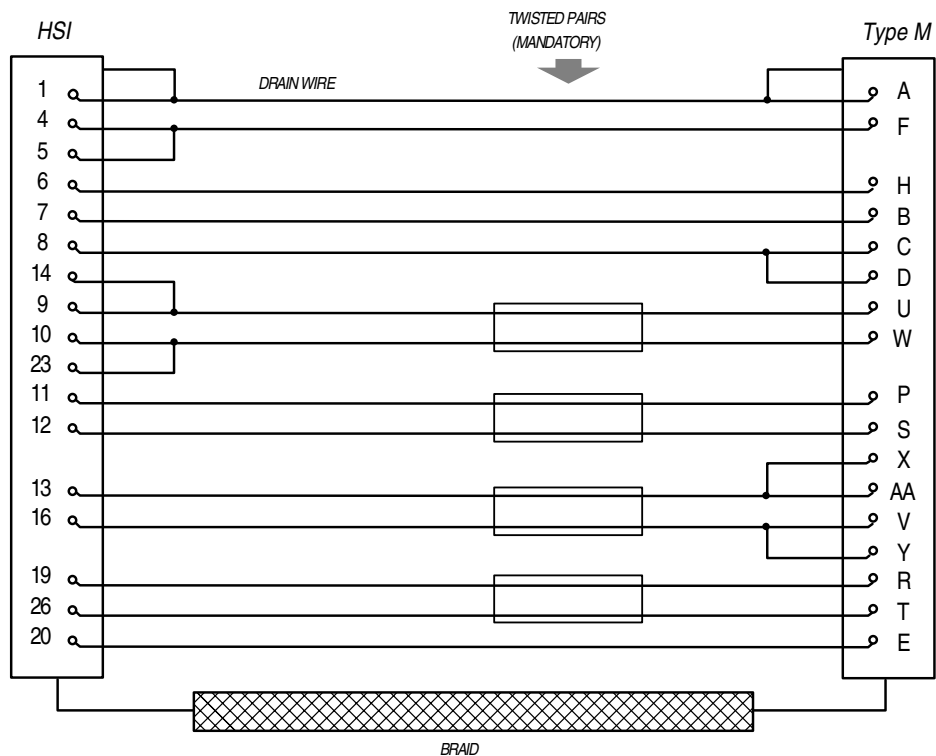 TWISTED PAIRS
(MANDATORY)
HSI
Type M
DRAIN WIRE
1 A
4 F
5
6 H
7 B
8 C
14 D
9 U
10 W
23
11 P
12 S
X
13 AA
16 V
Y
19 R
26 T
20 E
BRAID